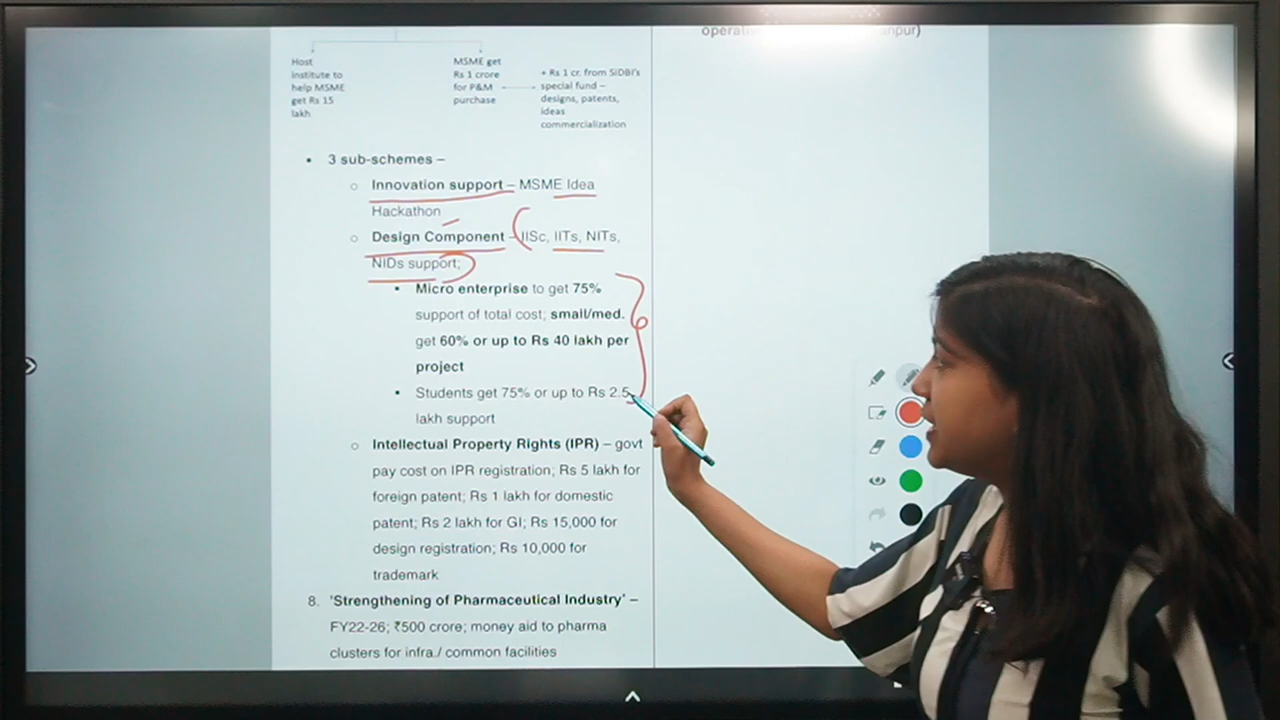 operati
npur)
Host
institute to
help MSME
get Rs 15
lakh
MSME get
Rs 1 crore
for P&M
purchase
+ Rs 1 cr. from SIDBI's
special fund –
designs, patents,
ideas
commercialization
• 3 sub-schemes –
○ Innovation support – MSME Idea
Hackathon
○ Design Component – IISc, IITs, NITs,
NIDs support;
▪ Micro enterprise to get 75%
support of total cost; small/med.
get 60% or up to Rs 40 lakh per
project
▪ Students get 75% or up to Rs 2.5
lakh support
○ Intellectual Property Rights (IPR) – govt
pay cost on IPR registration; Rs 5 lakh for
foreign patent; Rs 1 lakh for domestic
patent; Rs 2 lakh for GI; Rs 15,000 for
design registration; Rs 10,000 for
trademark
8. 'Strengthening of Pharmaceutical Industry' –
FY22-26; ₹500 crore; money aid to pharma
clusters for infra./ common facilities